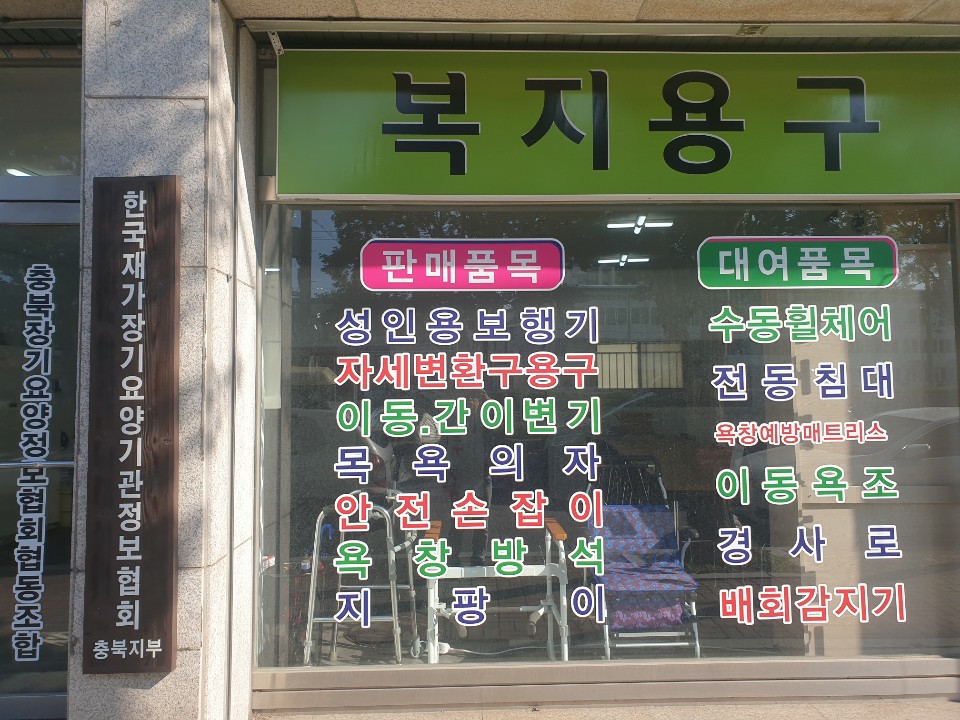 복지용구
충북장기요양정보협회협동조합
한국재가장기요양기관정보협회
충북지부
판매품목
성인용보행기
자세변환구용구
이동.간이변기
목욕의자
안전손잡이
욕창방석
지팡이
대여품목
수동휠체어
전동침대
욕창예방매트리스
이동욕조
경사로
배회감지기